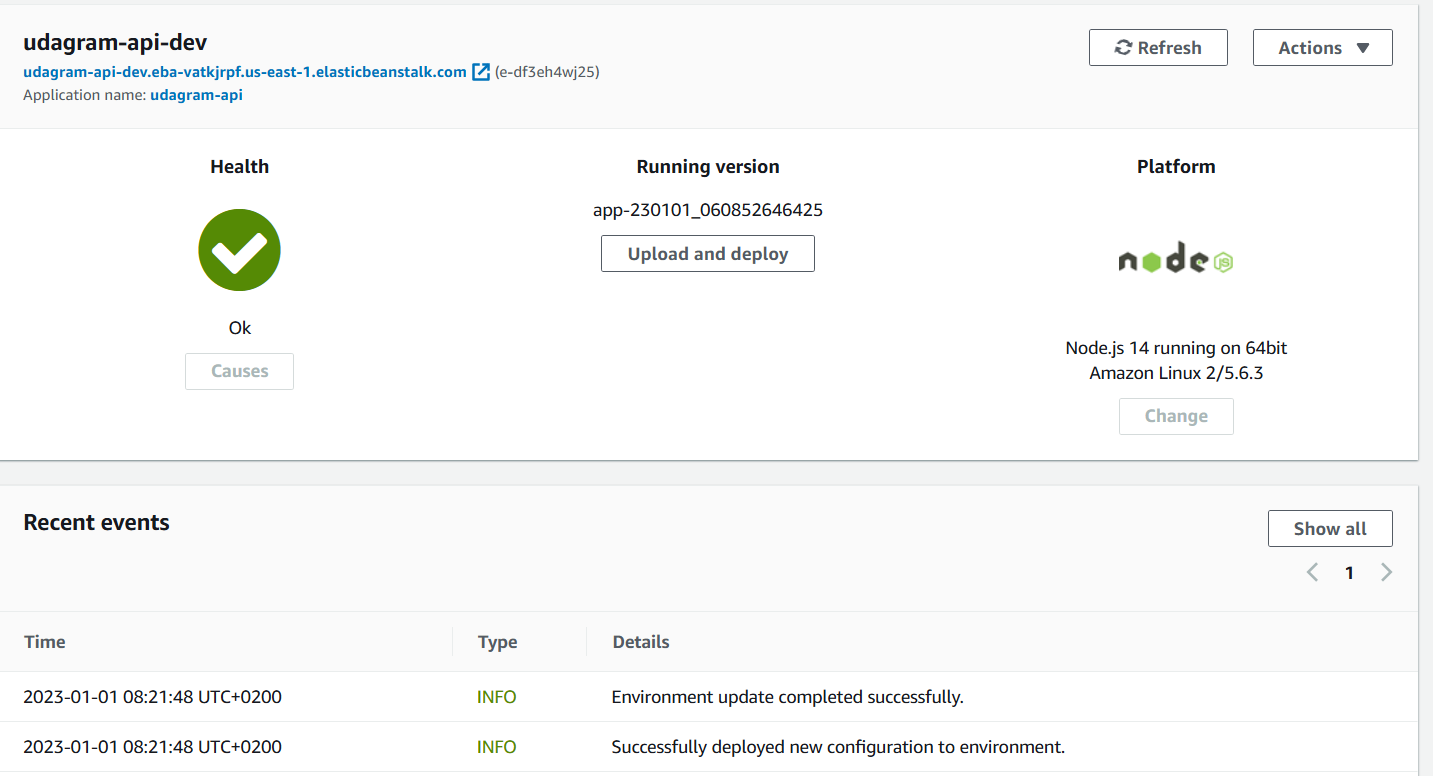 udagram-api-dev
Refresh
Actions
udagram-api-dev.eba-vatkjrpf.us-east-1.elasticbeanstalk.com (e-df3eh4wj25)
Application name: udagram-api
Health
Running version
Platform
app-230101_060852646425
Upload and deploy
node JS
Ok
Causes
Node.js 14 running on 64bit
Amazon Linux 2/5.6.3
Change
Recent events
Show all
1
Time Type Details
2023-01-01 08:21:48 UTC+0200 INFO Environment update completed successfully.
2023-01-01 08:21:48 UTC+0200 INFO Successfully deployed new configuration to environment.